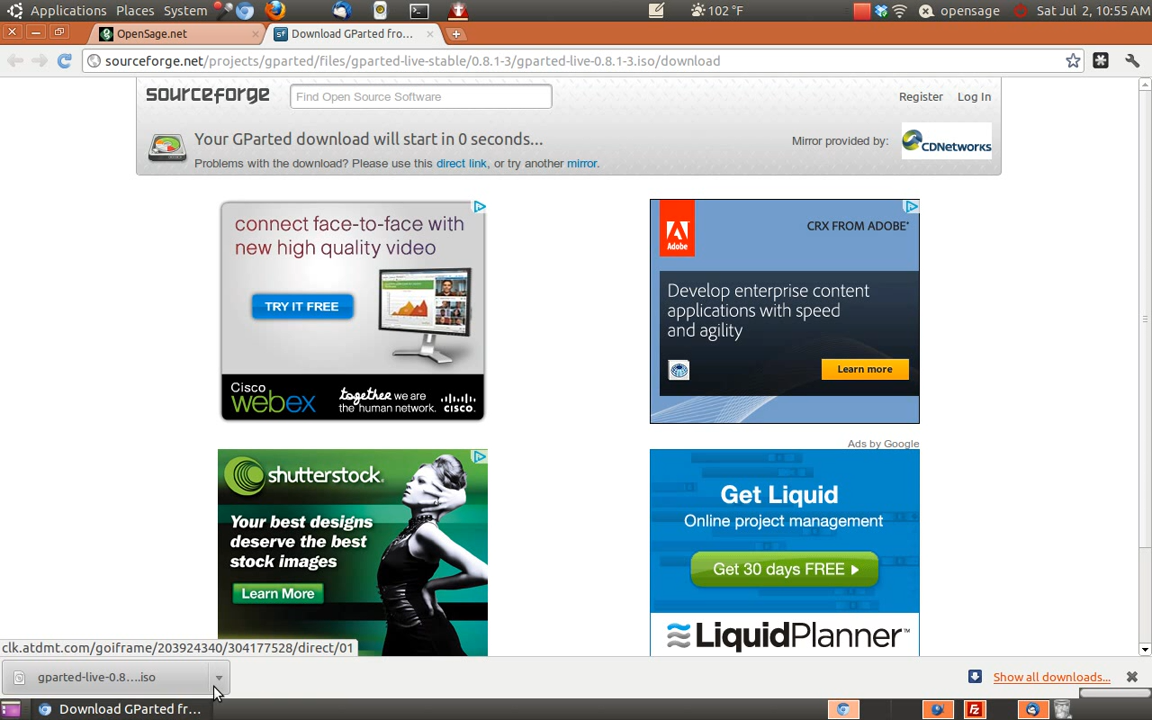 Applications Places System 102 °F opensage Sat Jul 2, 10:55 AM
OpenSage.net
Download GParted fro...
sourceforge.net/projects/gparted/files/gparted-live-stable/0.8.1-3/gparted-live-0.8.1-3.iso/download
sourceforge
Find Open Source Software
Register Log In
Your GParted download will start in 0 seconds...
Problems with the download? Please use this direct link, or try another mirror.
Mirror provided by:
CDNetworks
connect face-to-face with
new high quality video
TRY IT FREE
Cisco
webex
together we are
the human network.
CISCO.
Adobe
CRX FROM ADOBE®
Develop enterprise content
applications with speed
and agility
Learn more
Ads by Google
shutterstock
Your best designs
deserve the best
stock images
Learn More
Get Liquid
Online project management
Get 30 days FREE
LiquidPlanner™
clk.atdmt.com/goiframe/203924340/304177528/direct/01
gparted-live-0.8....iso
Show all downloads...
Download GParted fr...